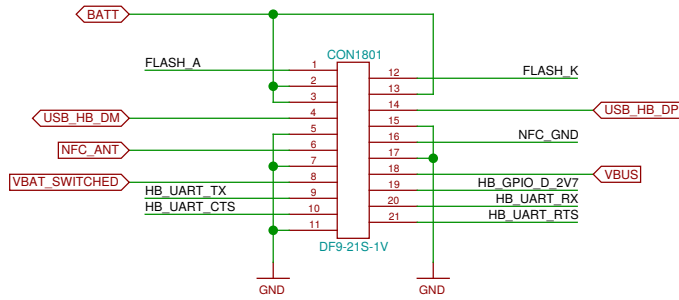 BATT
CON1801
FLASH_A 1
12 FLASH_K
2
13
3
14 USB_HB_DP
USB_HB_DM 4
15
5
16 NFC_GND
NFC_ANT 6
17
7
18 VBUS
VBAT_SWITCHED 8
19 HB_GPIO_D_2V7
HB_UART_TX 9
20 HB_UART_RX
HB_UART_CTS 10
21 HB_UART_RTS
11
DF9-21S-1V
GND GND